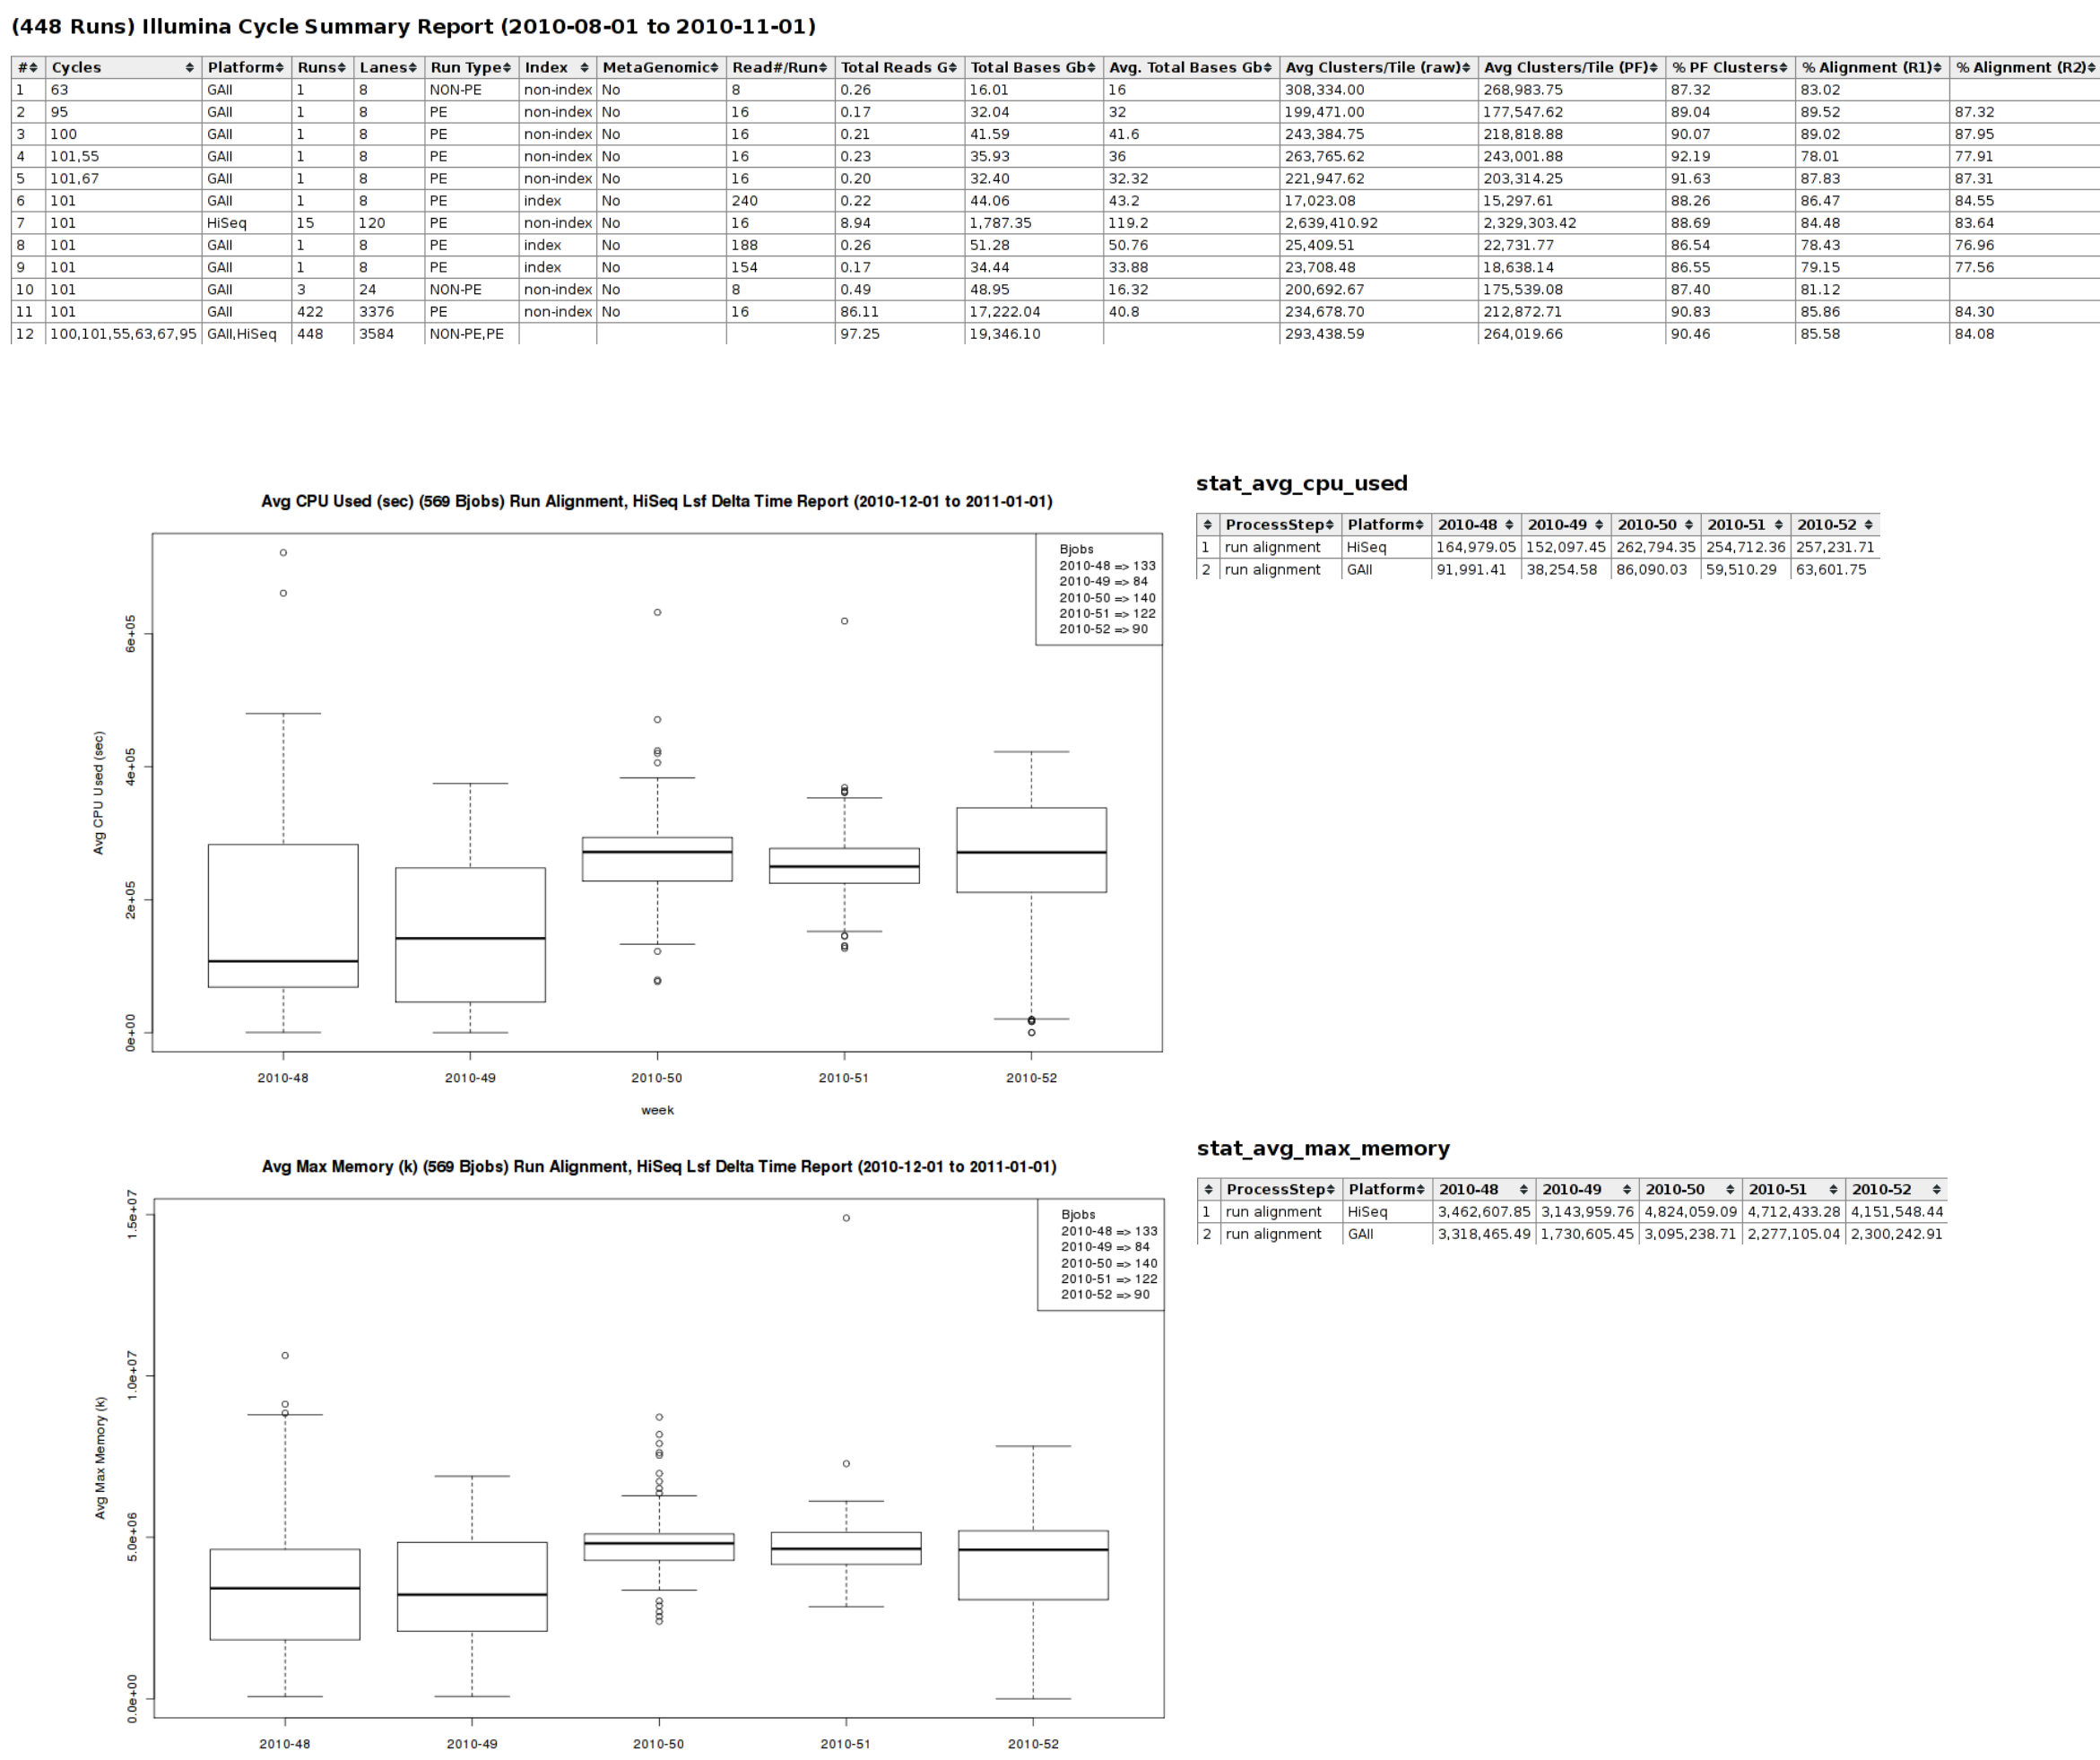 (448 Runs) Illumina Cycle Summary Report (2010-08-01 to 2010-11-01)
# Cycles Platform Runs Lanes Run Type Index MetaGenomic Read#/Run Total Reads G Total Bases Gb Avg. Total Bases Gb Avg Clusters/Tile (raw) Avg Clusters/Tile (PF) % PF Clusters % Alignment (R1) % Alignment (R2)
1 63 GAII 1 8 NON-PE non-index No 8 0.26 16.01 16 308,334.00 268,983.75 87.32 83.02
2 95 GAII 1 8 PE non-index No 16 0.17 32.04 32 199,471.00 177,547.62 89.04 89.52 87.32
3 100 GAII 1 8 PE non-index No 16 0.21 41.59 41.6 243,384.75 218,818.88 90.07 89.02 87.95
4 101,55 GAII 1 8 PE non-index No 16 0.23 35.93 36 263,765.62 243,001.88 92.19 78.01 77.91
5 101,67 GAII 1 8 PE non-index No 16 0.20 32.40 32.32 221,947.62 203,314.25 91.63 87.83 87.31
6 101 GAII 1 8 PE index No 240 0.22 44.06 43.2 17,023.08 15,297.61 88.26 86.47 84.55
7 101 HiSeq 15 120 PE non-index No 16 8.94 1,787.35 119.2 2,639,410.92 2,329,303.42 88.69 84.48 83.64
8 101 GAII 1 8 PE index No 188 0.26 51.28 50.76 25,409.51 22,731.77 86.54 78.43 76.96
9 101 GAII 1 8 PE index No 154 0.17 34.44 33.88 23,708.48 18,638.14 86.55 79.15 77.56
10 101 GAII 3 24 NON-PE non-index No 8 0.49 48.95 16.32 200,692.67 175,539.08 87.40 81.12
11 101 GAII 422 3376 PE non-index No 16 86.11 17,222.04 40.8 234,678.70 212,872.71 90.83 85.86 84.30
12 100,101,55,63,67,95 GAII,HiSeq 448 3584 NON-PE,PE 97.25 19,346.10 293,438.59 264,019.66 90.46 85.58 84.08
Avg CPU Used (sec) (569 Bjobs) Run Alignment, HiSeq Lsf Delta Time Report (2010-12-01 to 2011-01-01)
Bjobs
2010-48 => 133
2010-49 => 84
2010-50 => 140
2010-51 => 122
2010-52 => 90
Avg CPU Used (sec)
6e+05
4e+05
2e+05
0e+00
2010-48 2010-49 2010-50 2010-51 2010-52
week
stat_avg_cpu_used
ProcessStep Platform 2010-48 2010-49 2010-50 2010-51 2010-52
1 run alignment HiSeq 164,979.05 152,097.45 262,794.35 254,712.36 257,231.71
2 run alignment GAII 91,991.41 38,254.58 86,090.03 59,510.29 63,601.75
Avg Max Memory (k) (569 Bjobs) Run Alignment, HiSeq Lsf Delta Time Report (2010-12-01 to 2011-01-01)
Bjobs
2010-48 => 133
2010-49 => 84
2010-50 => 140
2010-51 => 122
2010-52 => 90
Avg Max Memory (k)
1.5e+07
1.0e+07
5.0e+06
0.0e+00
2010-48 2010-49 2010-50 2010-51 2010-52
stat_avg_max_memory
ProcessStep Platform 2010-48 2010-49 2010-50 2010-51 2010-52
1 run alignment HiSeq 3,462,607.85 3,143,959.76 4,824,059.09 4,712,433.28 4,151,548.44
2 run alignment GAII 3,318,465.49 1,730,605.45 3,095,238.71 2,277,105.04 2,300,242.91